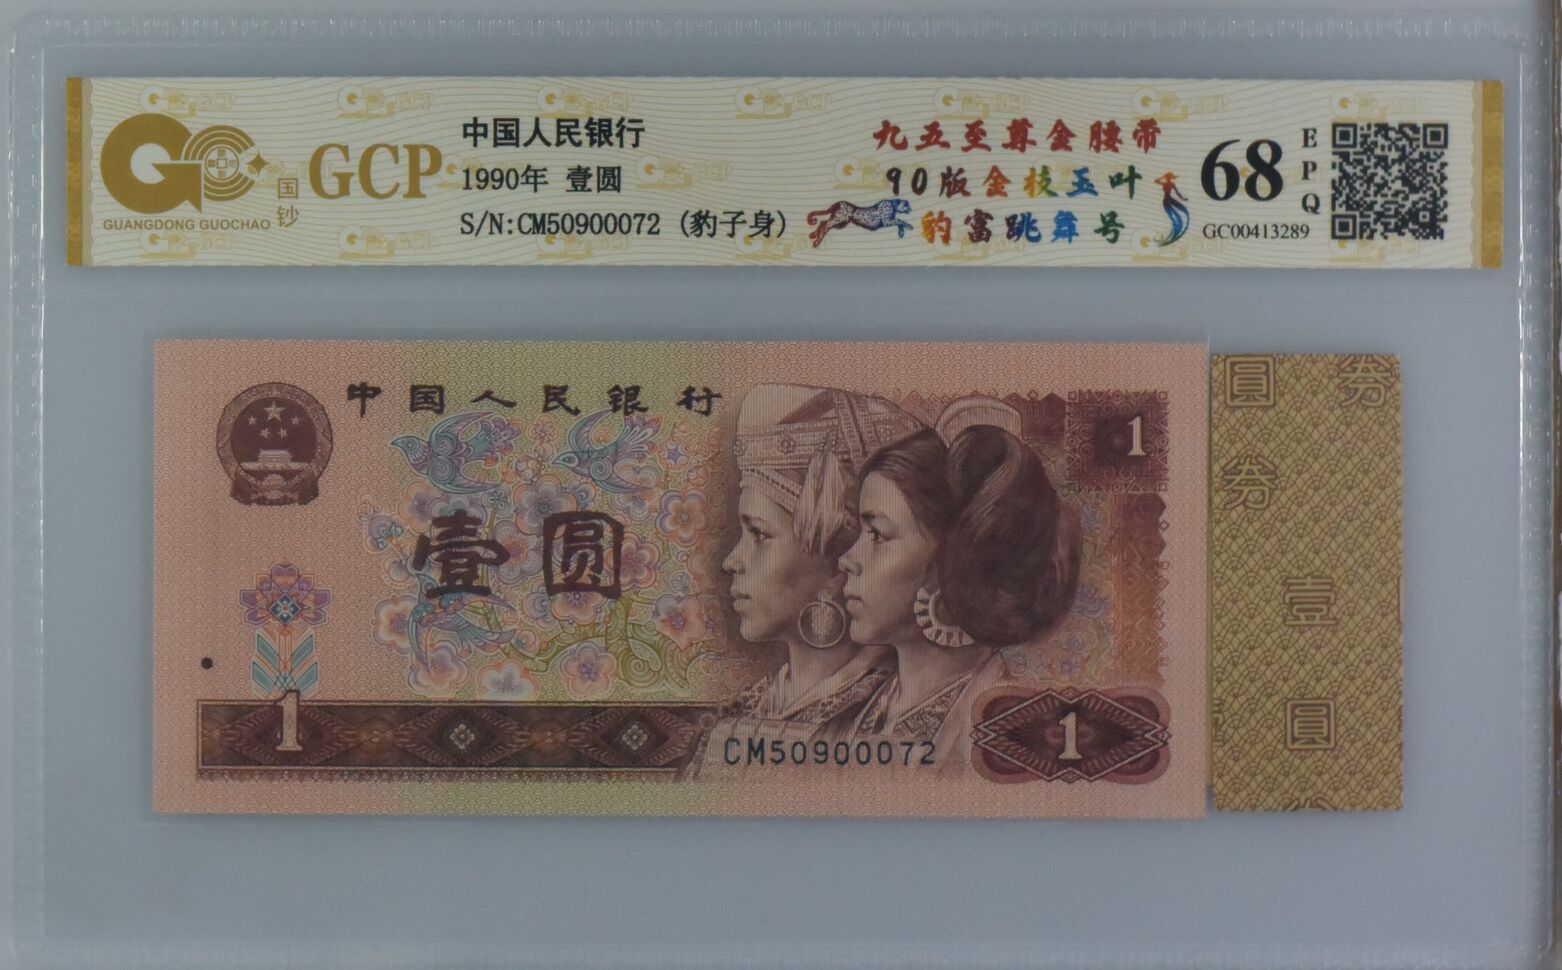 GUANGDONG GUOCHAO
国钞
GCP
中国人民银行
1990年 壹圆
S/N:CM50900072 (豹子身)
九五至尊金腰带
90版金枝玉叶
豹富跳舞号
68
EPQ
GC00413289
中国人民银行
壹圆
1
1
1
CM50900072
圆 券
券
壹
圆